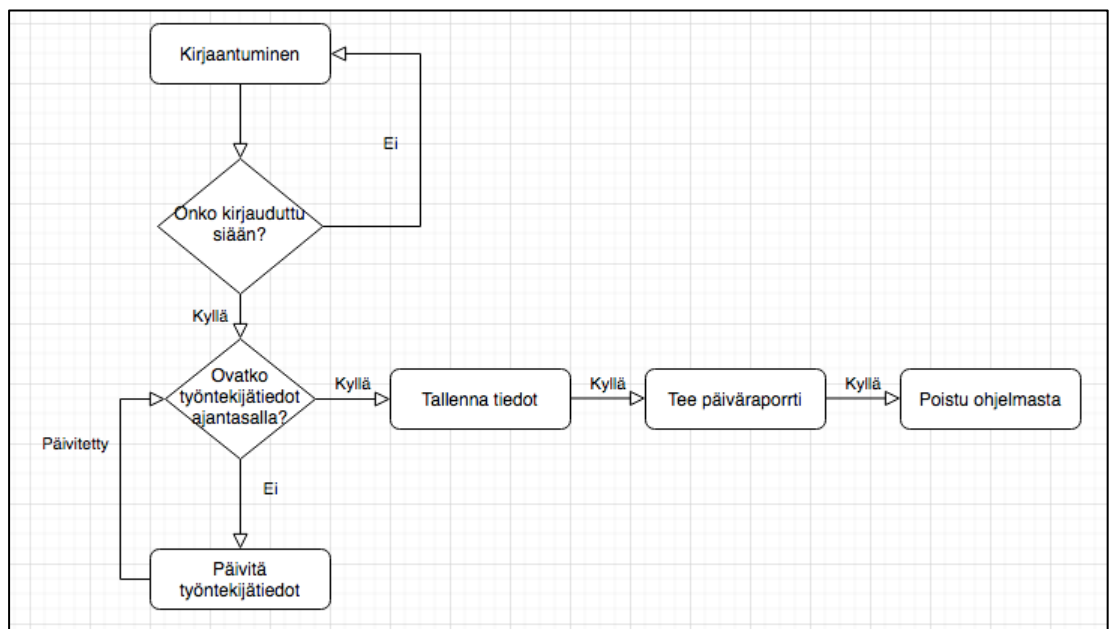 Kirjaantuminen
Ei
Onko kirjauduttu
siään?
Kyllä
Ovatko
työntekijätiedot
ajantasalla?
Kyllä
Tallenna tiedot
Kyllä
Tee päiväraporrti
Kyllä
Poistu ohjelmasta
Päivitetty
Ei
Päivitä
työntekijätiedot